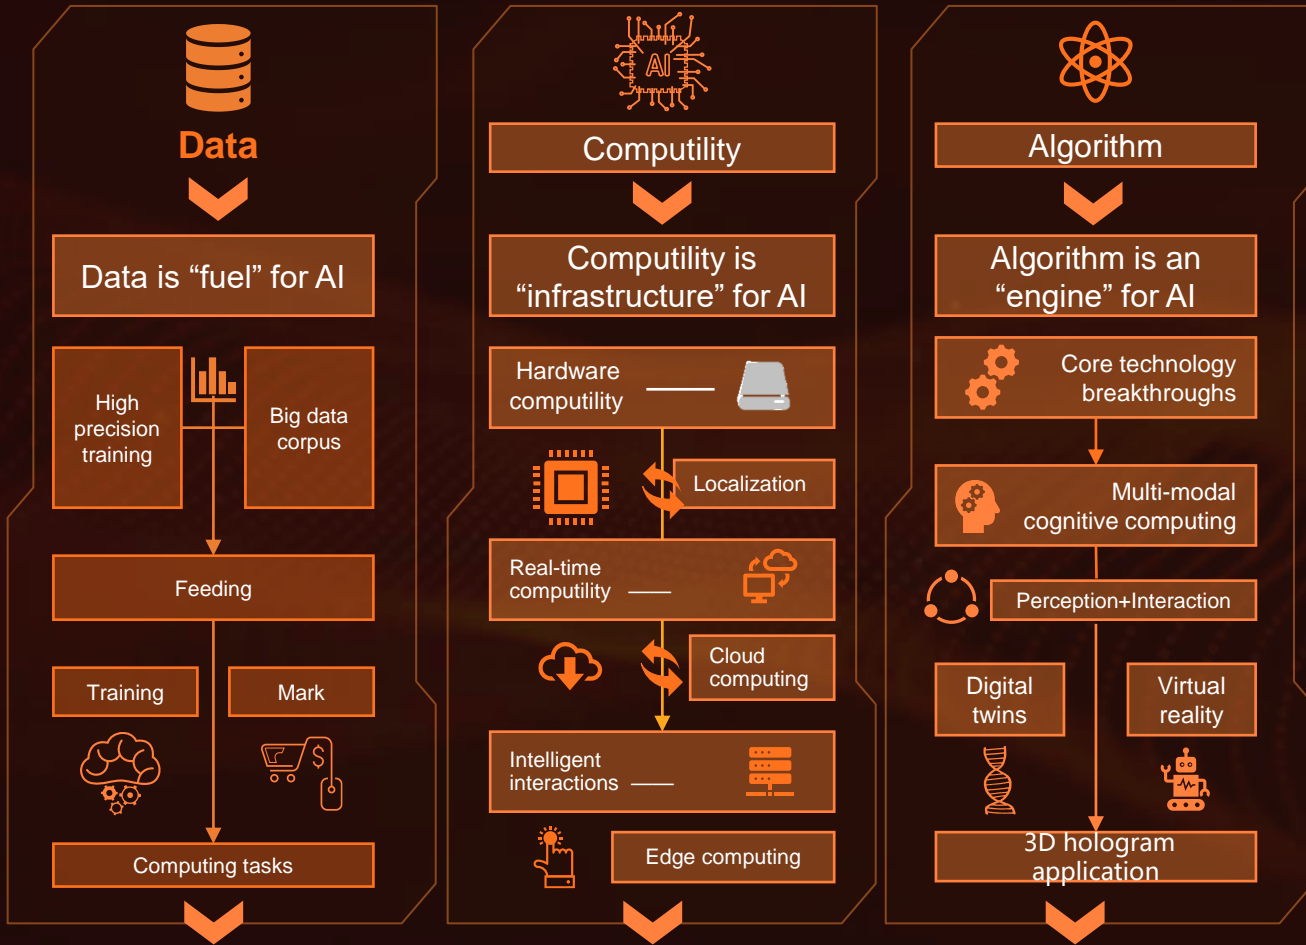 Data
Data is “fuel” for AI
High
precision
training
Big data
corpus
Feeding
Training
Mark
$
Computing tasks
AI
Computility
Computility is
“infrastructure” for AI
Hardware
computility
Localization
Real-time
computility
Cloud
computing
Intelligent
interactions
Edge computing
Algorithm
Algorithm is an
“engine” for AI
Core technology
breakthroughs
Multi-modal
cognitive computing
Perception+Interaction
Digital
twins
Virtual
reality
3D hologram
application